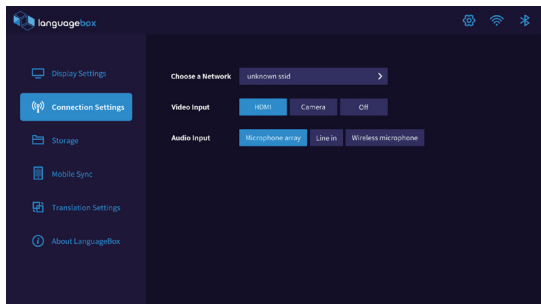 languagebox
Display Settings
Connection Settings
Storage
Mobile Sync
Translation Settings
About LanguageBox
Choose a Network unknown ssid
Video Input HDMI Camera Off
Audio Input Microphone array Line in Wireless microphone